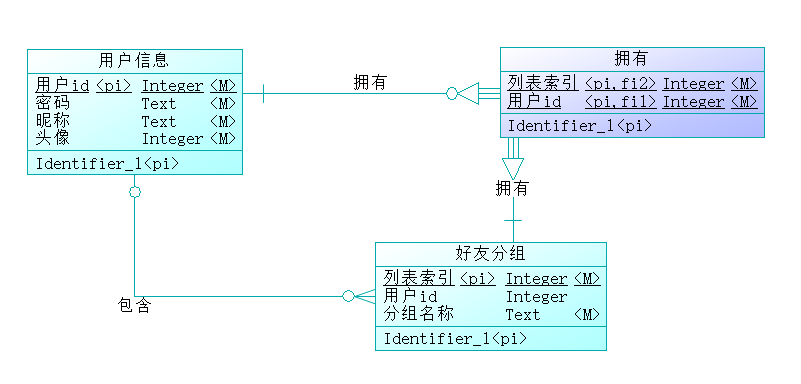 用户信息
用户id <pi> Integer <M>
密码 Text <M>
昵称 Text <M>
头像 Integer <M>
Identifier_1<pi>
拥有
拥有
列表索引 <pi,fi2> Integer <M>
用户id <pi,fi1> Integer <M>
Identifier_1<pi>
拥有
好友分组
列表索引 <pi> Integer <M>
用户id Integer
分组名称 Text <M>
Identifier_1<pi>
包含